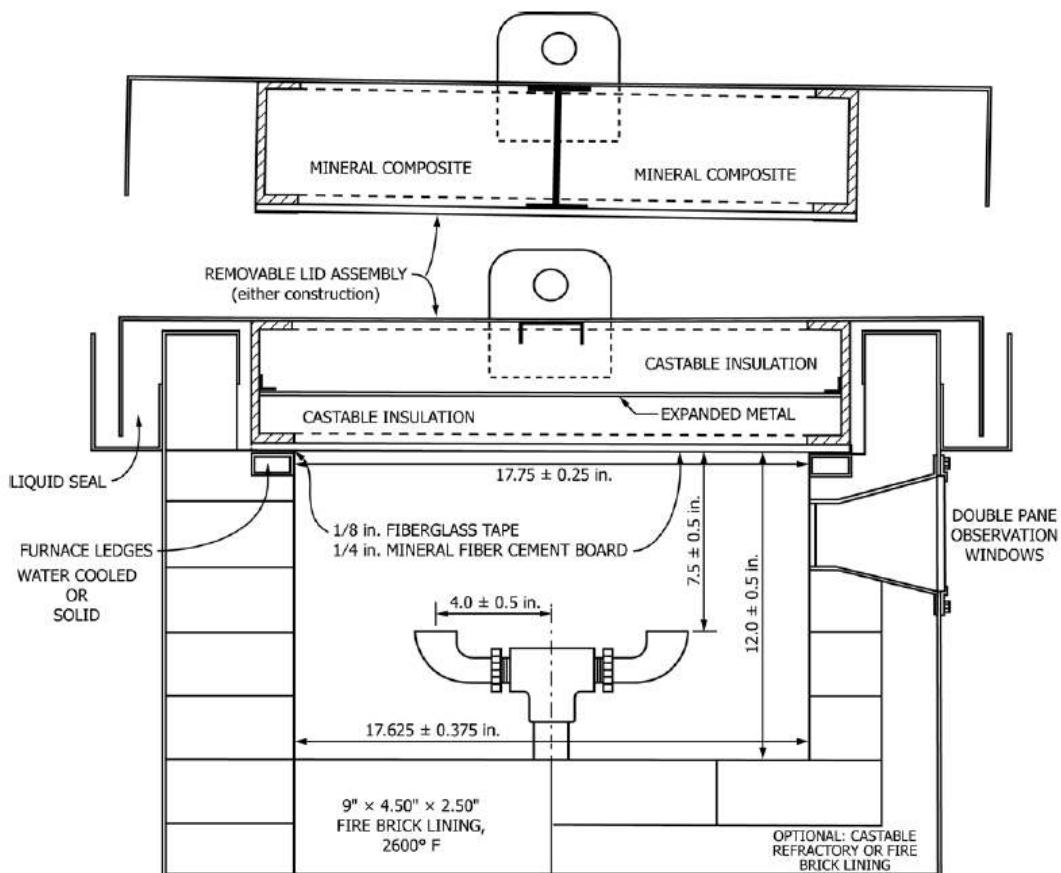 MINERAL COMPOSITE
MINERAL COMPOSITE
REMOVABLE LID ASSEMBLY
(either construction)
CASTABLE INSULATION
CASTABLE INSULATION
EXPANDED METAL
LIQUID SEAL
17.75 ± 0.25 in.
1/8 in. FIBERGLASS TAPE
1/4 in. MINERAL FIBER CEMENT BOARD
FURNACE LEDGES
WATER COOLED
OR
SOLID
7.5 ± 0.5 in.
12.0 ± 0.5 in.
DOUBLE PANE
OBSERVATION
WINDOWS
4.0 ± 0.5 in.
17.625 ± 0.375 in.
9" × 4.50" × 2.50"
FIRE BRICK LINING,
2600° F
OPTIONAL: CASTABLE
REFRACTORY OR FIRE
BRICK LINING